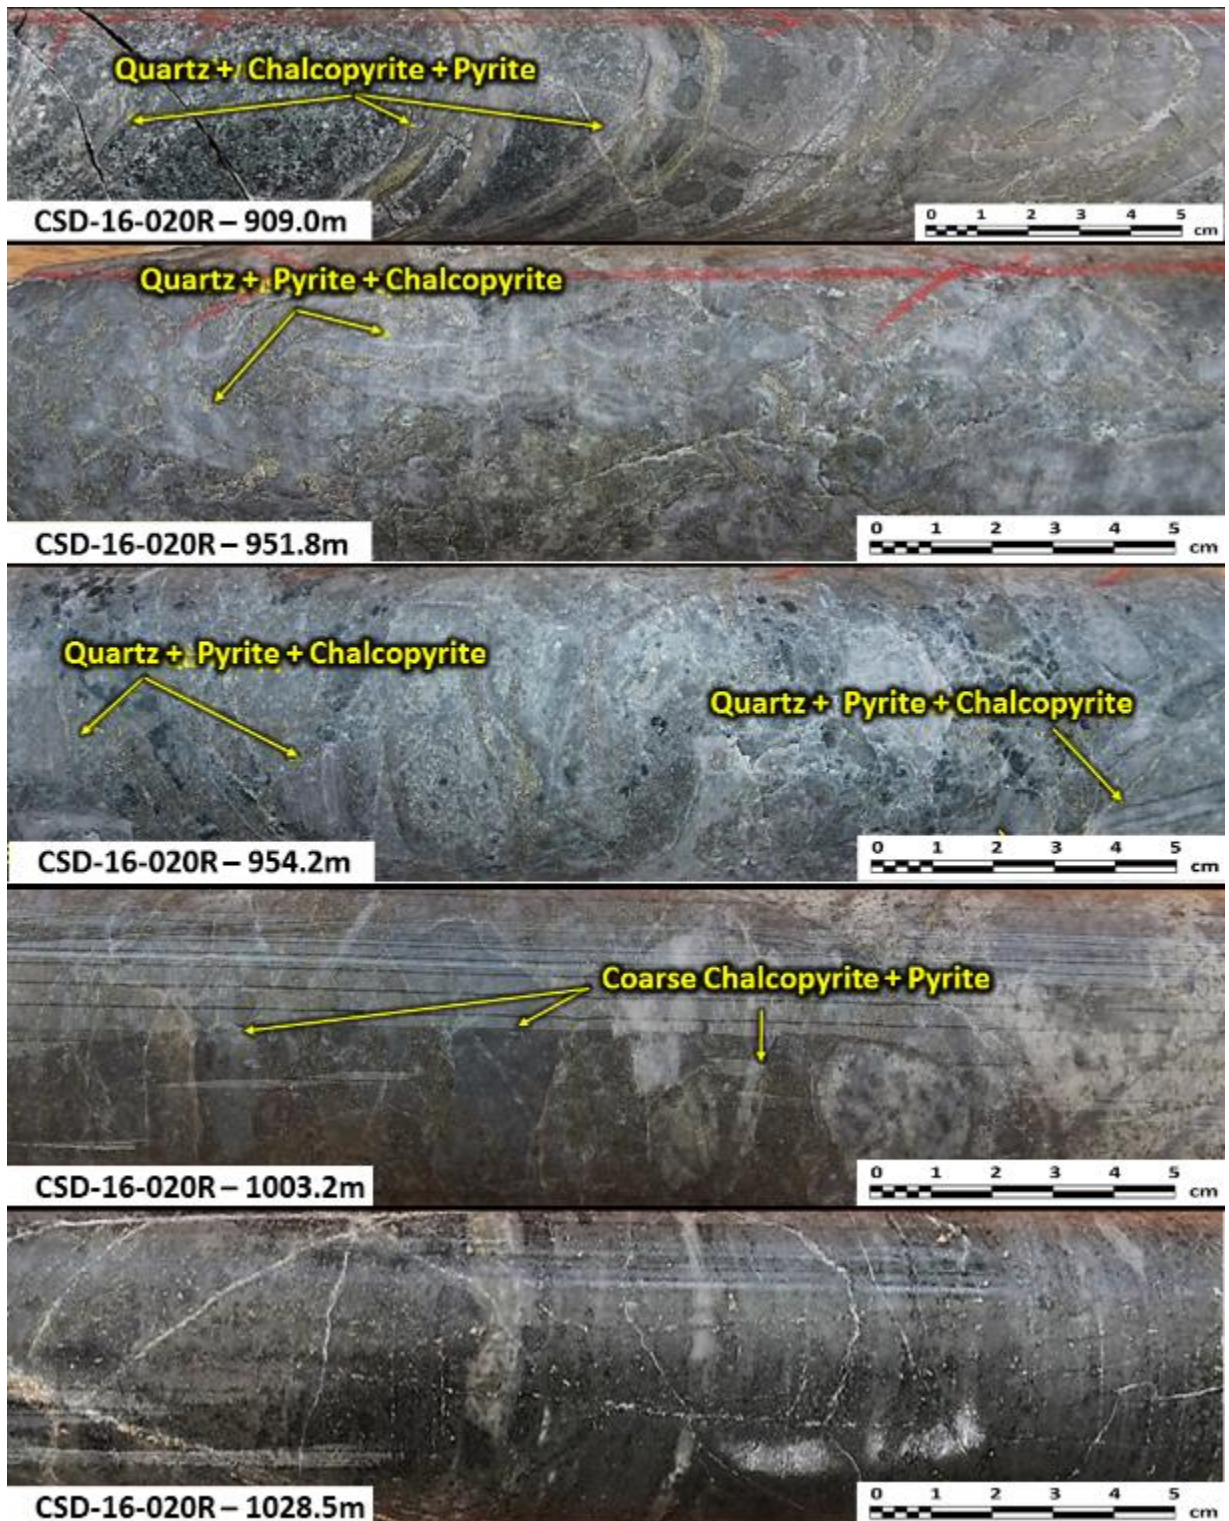 Quartz + Chalcopyrite + Pyrite
CSD-16-020R – 909.0m
0 1 2 3 4 5
cm
Quartz + Pyrite + Chalcopyrite
CSD-16-020R – 951.8m
0 1 2 3 4 5
cm
Quartz + Pyrite + Chalcopyrite
Quartz + Pyrite + Chalcopyrite
CSD-16-020R – 954.2m
0 1 2 3 4 5
cm
Coarse Chalcopyrite + Pyrite
CSD-16-020R – 1003.2m
0 1 2 3 4 5
cm
CSD-16-020R – 1028.5m
0 1 2 3 4 5
cm